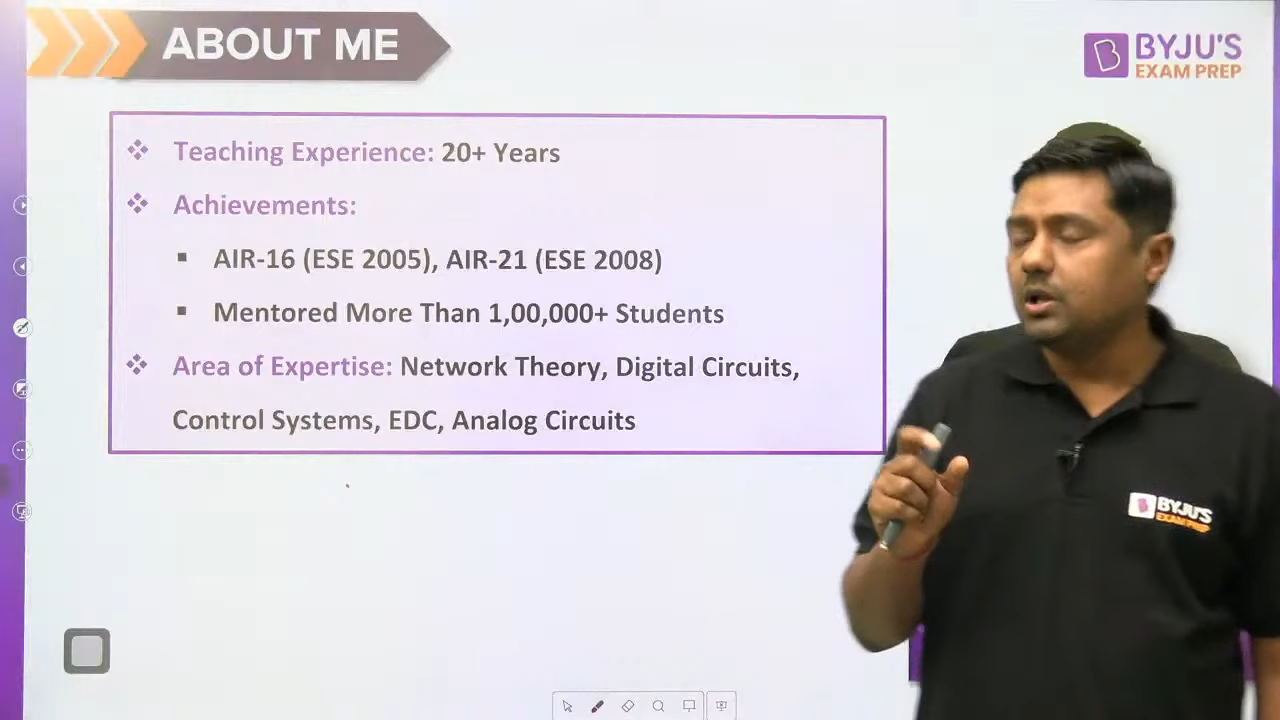 ABOUT ME
BYJU'S
EXAM PREP
Teaching Experience: 20+ Years
Achievements:
AIR-16 (ESE 2005), AIR-21 (ESE 2008)
Mentored More Than 1,00,000+ Students
Area of Expertise: Network Theory, Digital Circuits,
Control Systems, EDC, Analog Circuits
BYJU'S
EXAM PREP